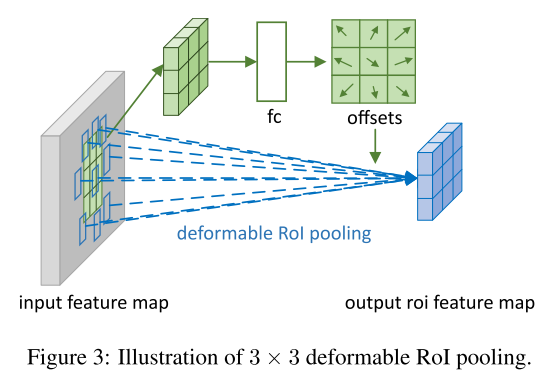 fc
offsets
deformable RoI pooling
input feature map
output roi feature map
Figure 3: Illustration of 3 × 3 deformable RoI pooling.